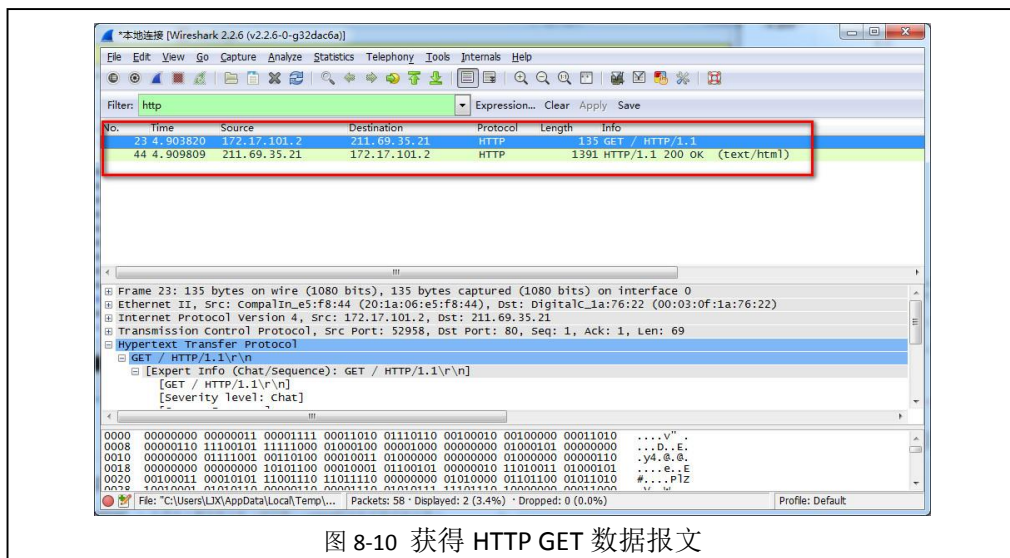 *本地连接 [Wireshark 2.2.6 (v2.2.6-0-g32dac6a)]
File Edit View Go Capture Analyze Statistics Telephony Tools Internals Help
Filter: http Expression... Clear Apply Save
No. Time Source Destination Protocol Length Info
23 4.903820 172.17.101.2 211.69.35.21 HTTP 135 GET / HTTP/1.1
44 4.909809 211.69.35.21 172.17.101.2 HTTP 1391 HTTP/1.1 200 OK (text/html)
Frame 23: 135 bytes on wire (1080 bits), 135 bytes captured (1080 bits) on interface 0
Ethernet II, Src: CompalIn_e5:f8:44 (20:1a:06:e5:f8:44), Dst: DigitalC_1a:76:22 (00:03:0f:1a:76:22)
Internet Protocol Version 4, Src: 172.17.101.2, Dst: 211.69.35.21
Transmission Control Protocol, Src Port: 52958, Dst Port: 80, Seq: 1, Ack: 1, Len: 69
Hypertext Transfer Protocol
GET / HTTP/1.1\r\n
[Expert Info (Chat/Sequence): GET / HTTP/1.1\r\n]
[GET / HTTP/1.1\r\n]
[Severity level: Chat]
0000 00000000 00000011 00001111 00011010 01110110 00100010 00100000 00011010 ....v" .
0008 00000110 11100101 11111000 01000100 00001000 00000000 01000101 00000000 ...D..E.
0010 00000000 01111001 00110100 00010011 01000000 00000000 01000000 00000110 .y4.@.@.
0018 00000000 00000000 10101100 00010001 01100101 00000010 11010011 01000101 ....e..E
0020 00100011 00010101 11001110 11011110 00000000 01010000 01101100 01011010 #....PlZ
File: "C:\Users\LJX\AppData\Local\Temp\... Packets: 58 · Displayed: 2 (3.4%) · Dropped: 0 (0.0%) Profile: Default
图 8-10 获得 HTTP GET 数据报文